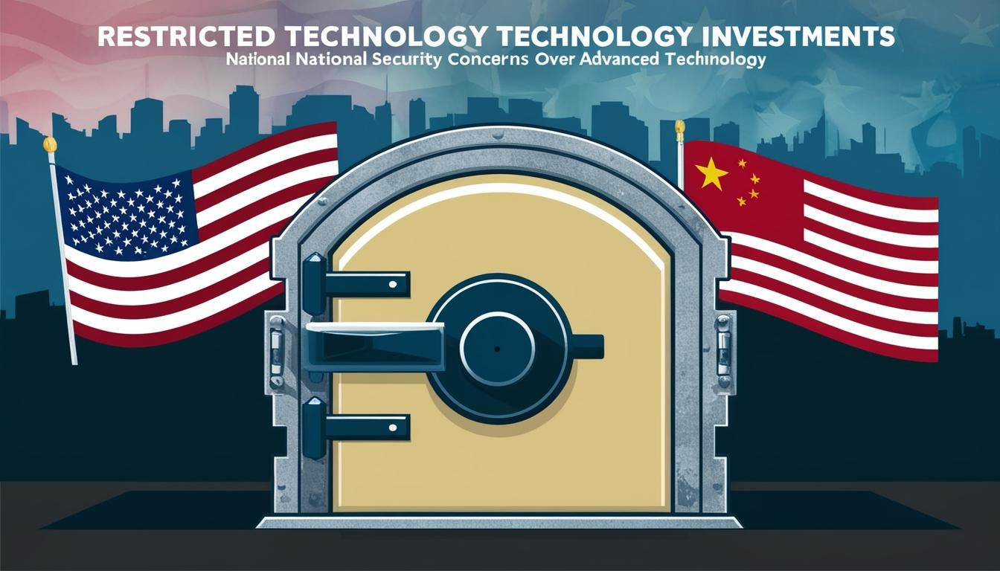 RESTRICTED TECHNOLOGY TECHNOLOGY INVESTMENTS
National National Security Concerns Over Advanced Technology